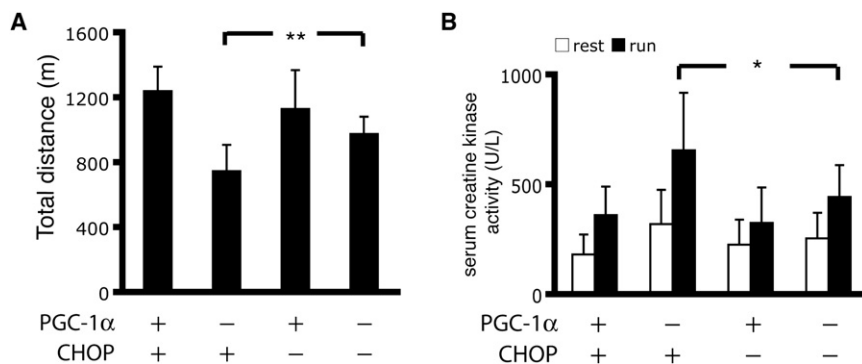 A
Total distance (m)
1600
1200
800
400
0
**
PGC-1α + − + −
CHOP + + − −
B
rest run
serum creatine kinase
activity (U/L)
1000
500
0
*
PGC-1α + − + −
CHOP + + − −